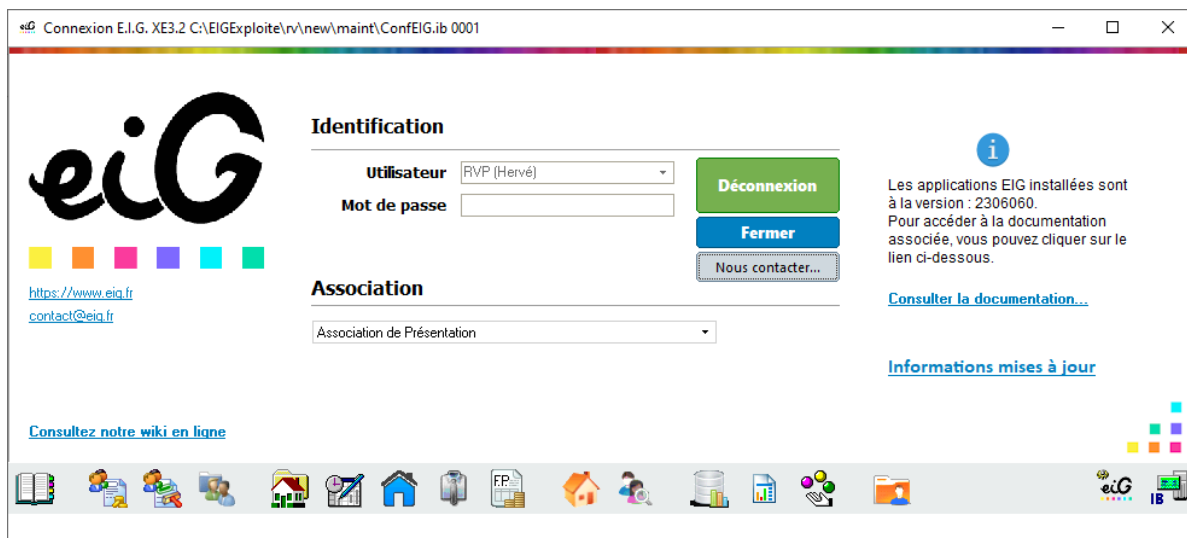 Connexion E.I.G. XE3.2 C:\EIGExploite\rv\new\maint\ConfEIG.ib 0001
eiG
https://www.eig.fr
contact@eig.fr
Consultez notre wiki en ligne
Identification
Utilisateur RVP (Hervé)
Mot de passe
Déconnexion
Fermer
Nous contacter...
Association
Association de Présentation
i
Les applications EIG installées sont
à la version : 2306060.
Pour accéder à la documentation
associée, vous pouvez cliquer sur le
lien ci-dessous.
Consulter la documentation...
Informations mises à jour
F.P.
eiG
IB